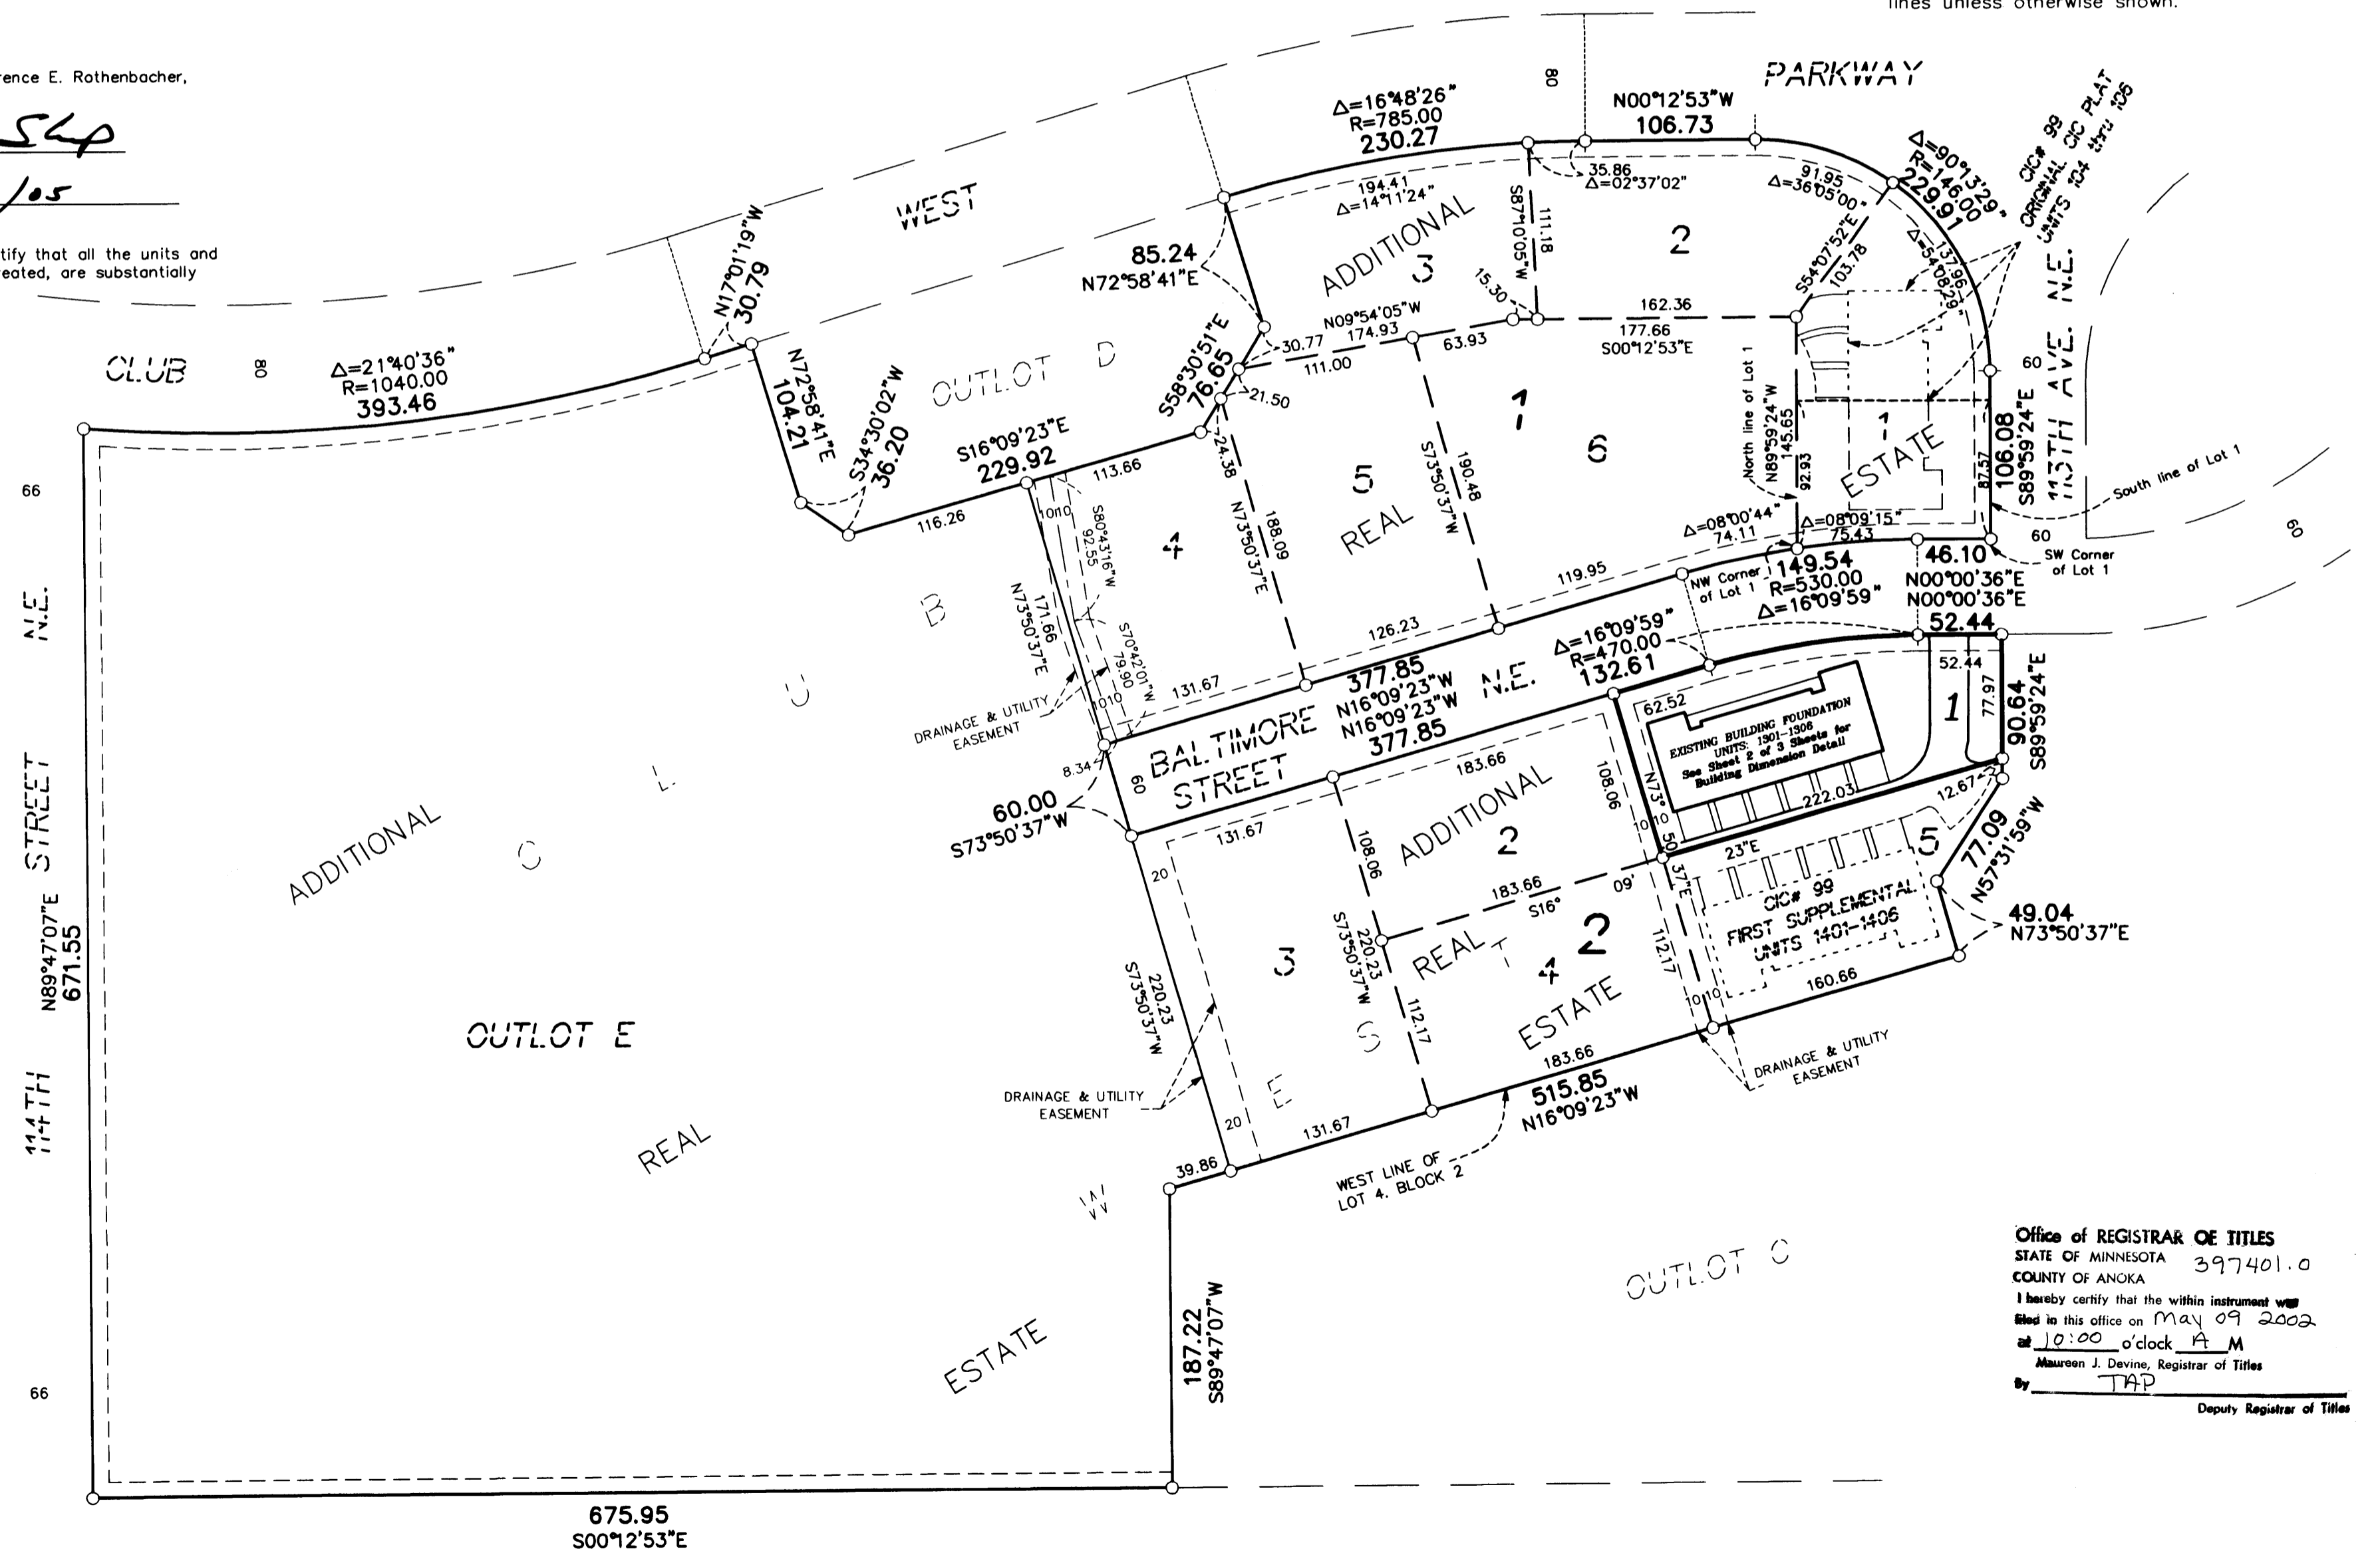 lines unless otherwise shown.
rence E. Rothenbacher,
/05
tify that all the units and
eated, are substantially
WEST
PARKWAY
CLUB
80
80
Δ=21°40'36"
R=1040.00
393.46
N17°01'19"W
30.79
N72°58'41"E
104.21
S34°30'02"W
36.20
OUTLOT D
85.24
N72°58'41"E
Δ=16°48'26"
R=785.00
230.27
194.41
Δ=14°11'24"
N00°12'53"W
106.73
35.86
Δ=02°37'02"
91.95
Δ=36°05'00"
Δ=90°13'29"
R=146.00
229.91
137.96
Δ=54°08'29"
CIC# 99
ORIGINAL CIC PLAT
UNITS 104 thru 106
113TH AVE. N.E.
60
60
60
S87°10'05"W
111.18
2
S54°07'52"E
103.78
ADDITIONAL
3
15.30
162.36
177.66
S00°12'53"E
N09°54'05"W
174.93
30.77
111.00
63.93
S58°30'51"E
76.65
21.50
24.38
S16°09'23"E
229.92
116.26
113.66
1010
S80°43'16"W
92.55
4
188.09
N73°50'37"E
5
REAL
190.48
S73°50'37"W
1
6
North line of Lot 1
N89°59'24"W
145.65
92.93
1
ESTATE
87.57
106.08
S89°59'24"E
South line of Lot 1
Δ=08°00'44"
74.11
Δ=08°09'15"
75.43
119.95
NW Corner
of Lot 1
149.54
R=530.00
Δ=16°09'59"
46.10
N00°00'36"E
N00°00'36"E
52.44
SW Corner
of Lot 1
171.66
N73°50'37"E
S70°42'01"W
79.90
1010
DRAINAGE & UTILITY
EASEMENT
131.67
126.23
377.85
N16°09'23"W
N16°09'23"W
377.85
BALTIMORE
STREET
N.E.
Δ=16°09'59"
R=470.00
132.61
62.52
EXISTING BUILDING FOUNDATION
UNITS: 1301-1306
See Sheet 2 of 3 Sheets for
Building Dimension Detail
52.44
1
77.97
90.64
S89°59'24"E
222.03
12.67
8.34
60
60.00
S73°50'37"W
131.67
183.66
ADDITIONAL
2
108.06
108.06
N73°
50
'37"E
1010
20
183.66
S16°
09'
23"E
5
CIC# 99
FIRST SUPPLEMENTAL
UNITS 1401-1406
77.09
N57°31'59"W
49.04
N73°50'37"E
160.66
3
220.23
S73°50'37"W
220.23
S73°50'37"W
112.17
REAL
4
2
ESTATE
112.17
1010
DRAINAGE & UTILITY
EASEMENT
DRAINAGE & UTILITY
EASEMENT
20
183.66
515.85
N16°09'23"W
131.67
39.86
WEST LINE OF
LOT 4, BLOCK 2
66
114TH STREET N.E.
N89°47'07"E
671.55
66
ADDITIONAL
OUTLOT E
REAL
ESTATE
W E S T
C L U B
187.22
S89°47'07"W
675.95
S00°12'53"E
OUTLOT C
Office of REGISTRAR OF TITLES
STATE OF MINNESOTA 397401.0
COUNTY OF ANOKA
I hereby certify that the within instrument was
filed in this office on May 09 2002
at 10:00 o'clock A M
Maureen J. Devine, Registrar of Titles
By TAP
Deputy Registrar of Titles